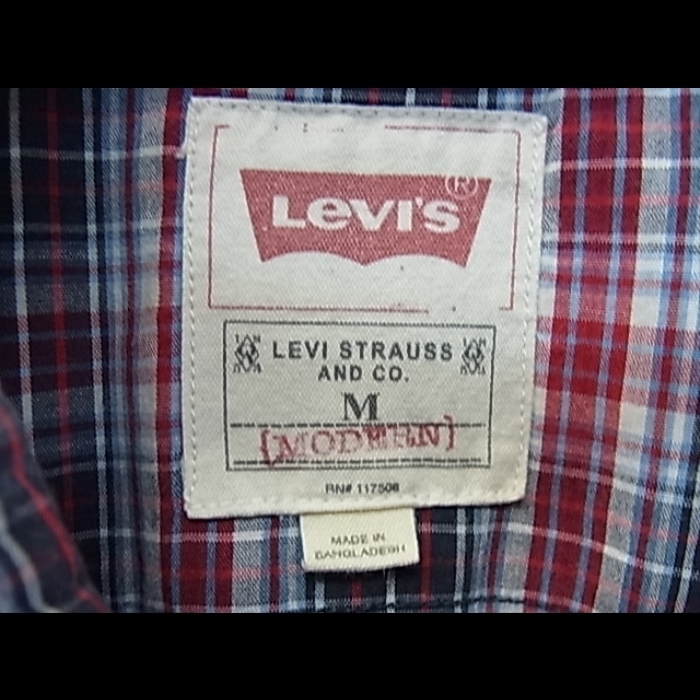 Levi's ®
LEVI STRAUSS
AND CO.
M
[MODERN]
RN# 117508
MADE IN
BANGLADESH